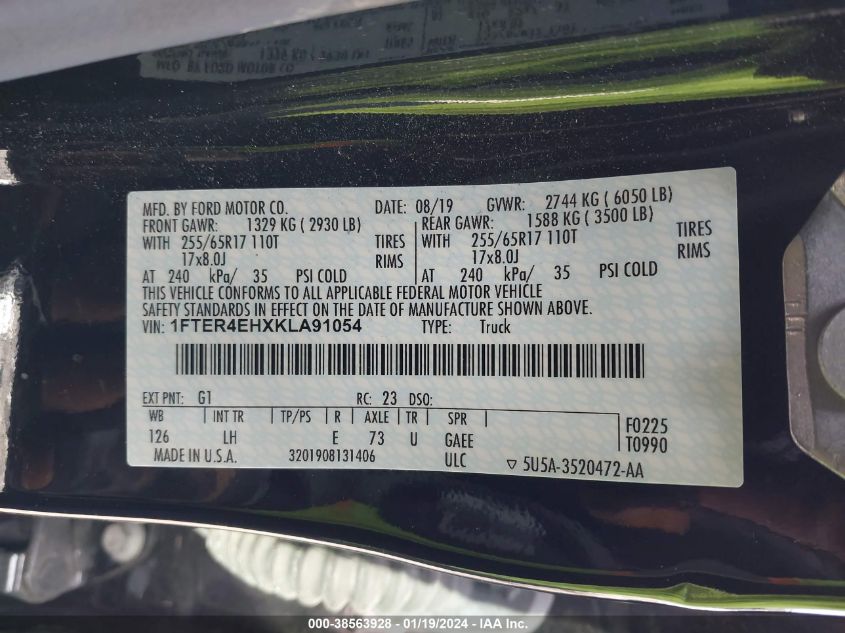 MFD. BY FORD MOTOR CO. DATE: 08/19 GVWR: 2744 KG ( 6050 LB)
FRONT GAWR: 1329 KG ( 2930 LB) REAR GAWR: 1588 KG ( 3500 LB)
WITH 255/65R17 110T TIRES WITH 255/65R17 110T TIRES
17x8.0J RIMS 17x8.0J RIMS
AT 240 kPa/ 35 PSI COLD AT 240 kPa/ 35 PSI COLD
THIS VEHICLE CONFORMS TO ALL APPLICABLE FEDERAL MOTOR VEHICLE
SAFETY STANDARDS IN EFFECT ON THE DATE OF MANUFACTURE SHOWN ABOVE.
VIN: 1FTER4EHXKLA91054 TYPE: Truck
EXT PNT: G1 RC: 23 DSO:
WB INT TR TP/PS R AXLE TR SPR F0225
126 LH E 73 U GAEE T0990
MADE IN U.S.A. 3201908131406 ULC ▽ 5U5A-3520472-AA
000-38563928 - 01/19/2024 - IAA Inc.